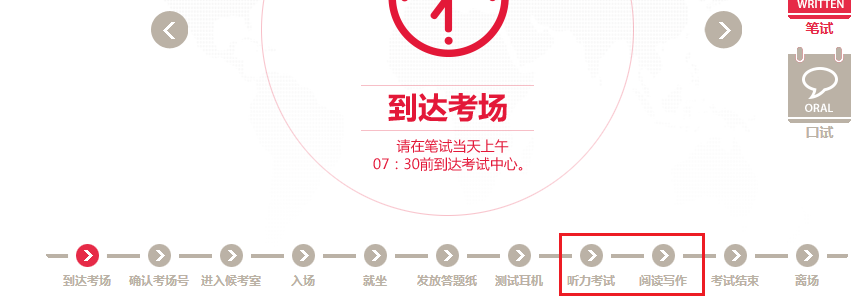 WRITTEN
笔试
ORAL
口试
到达考场
请在笔试当天上午
07：30前到达考试中心。
到达考场 确认考场号 进入候考室 入场 就坐 发放答题纸 测试耳机 听力考试 阅读写作 考试结束 离场